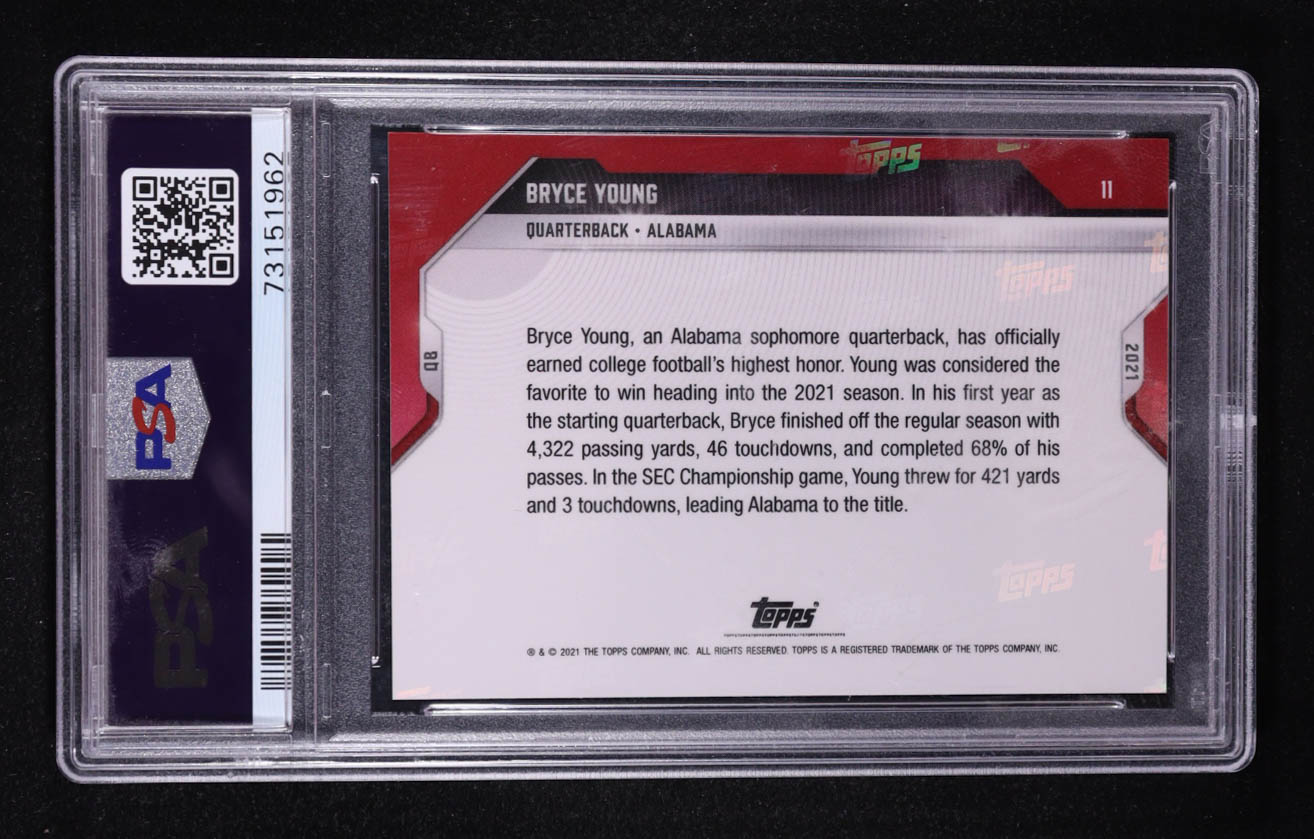 73151962
PSA
PSA
TOPPS
BRYCE YOUNG
11
QUARTERBACK • ALABAMA
TOPPS
QB
2021
Bryce Young, an Alabama sophomore quarterback, has officially
earned college football's highest honor. Young was considered the
favorite to win heading into the 2021 season. In his first year as
the starting quarterback, Bryce finished off the regular season with
4,322 passing yards, 46 touchdowns, and completed 68% of his
passes. In the SEC Championship game, Young threw for 421 yards
and 3 touchdowns, leading Alabama to the title.
TOPPS
TOPPS
TOPPS
® & © 2021 THE TOPPS COMPANY, INC. ALL RIGHTS RESERVED. TOPPS IS A REGISTERED TRADEMARK OF THE TOPPS COMPANY, INC.